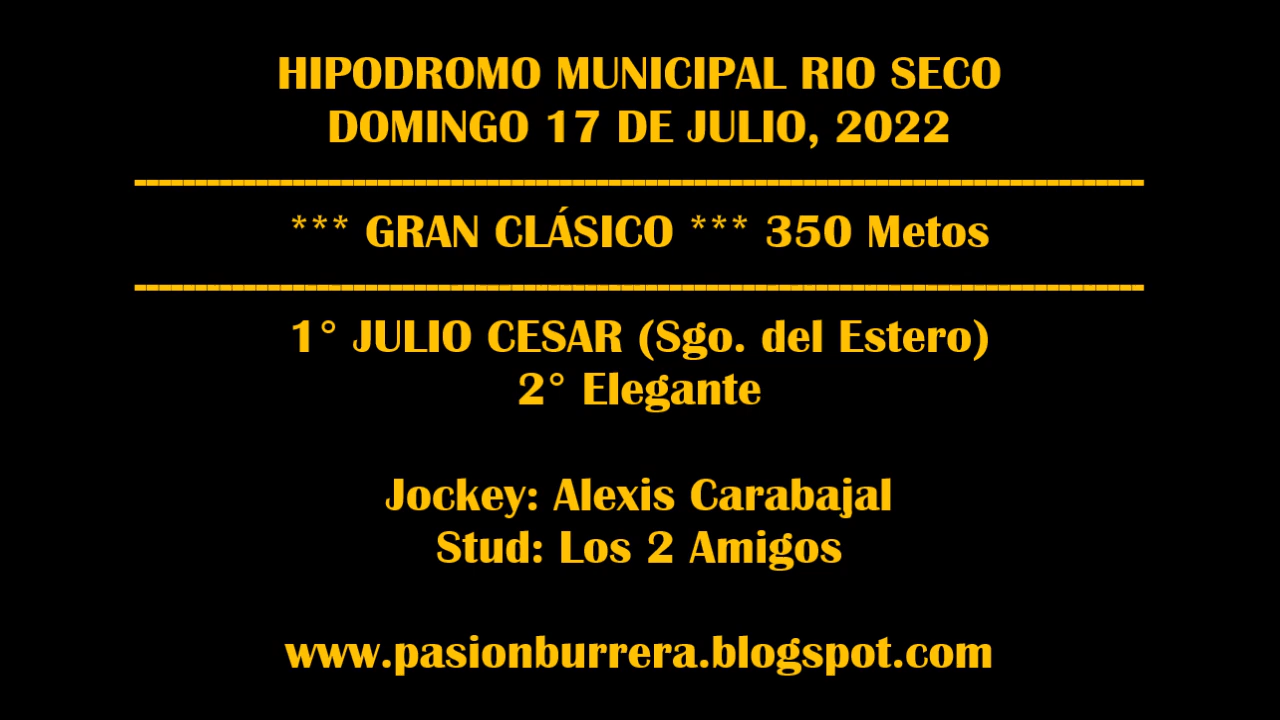 HIPODROMO MUNICIPAL RIO SECO
DOMINGO 17 DE JULIO, 2022
*** GRAN CLÁSICO *** 350 Metos
1° JULIO CESAR (Sgo. del Estero)
2° Elegante
Jockey: Alexis Carabajal
Stud: Los 2 Amigos
www.pasionburrera.blogspot.com